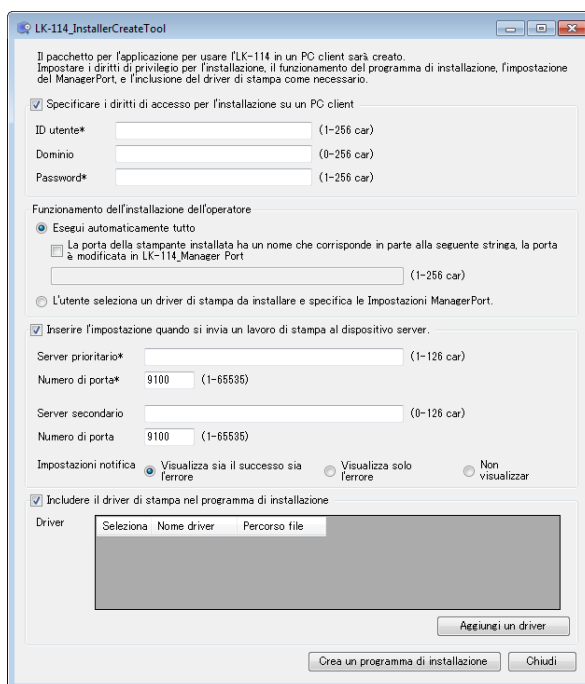 LK-114_InstallerCreateTool
Il pacchetto per l'applicazione per usare l'LK-114 in un PC client sarà creato.
Impostare i diritti di privilegio per l'installazione, il funzionamento del programma di installazione, l'impostazione
del ManagerPort, e l'inclusione del driver di stampa come necessario.
Specificare i diritti di accesso per l'installazione su un PC client
ID utente* (1-256 car)
Dominio (0-256 car)
Password* (1-256 car)
Funzionamento dell'installazione dell'operatore
Esegui automaticamente tutto
La porta della stampante installata ha un nome che corrisponde in parte alla seguente stringa, la porta
è modificata in LK-114_Manager Port
(1-256 car)
L'utente seleziona un driver di stampa da installare e specifica le Impostazioni ManagerPort.
Inserire l'impostazione quando si invia un lavoro di stampa al dispositivo server.
Server prioritario* (1-126 car)
Numero di porta* 9100 (1-65535)
Server secondario (0-126 car)
Numero di porta 9100 (1-65535)
Impostazioni notifica Visualizza sia il successo sia l'errore Visualizza solo l'errore Non visualizzar
Includere il driver di stampa nel programma di installazione
Driver Seleziona Nome driver Percorso file
Aggiungi un driver
Crea un programma di installazione Chiudi